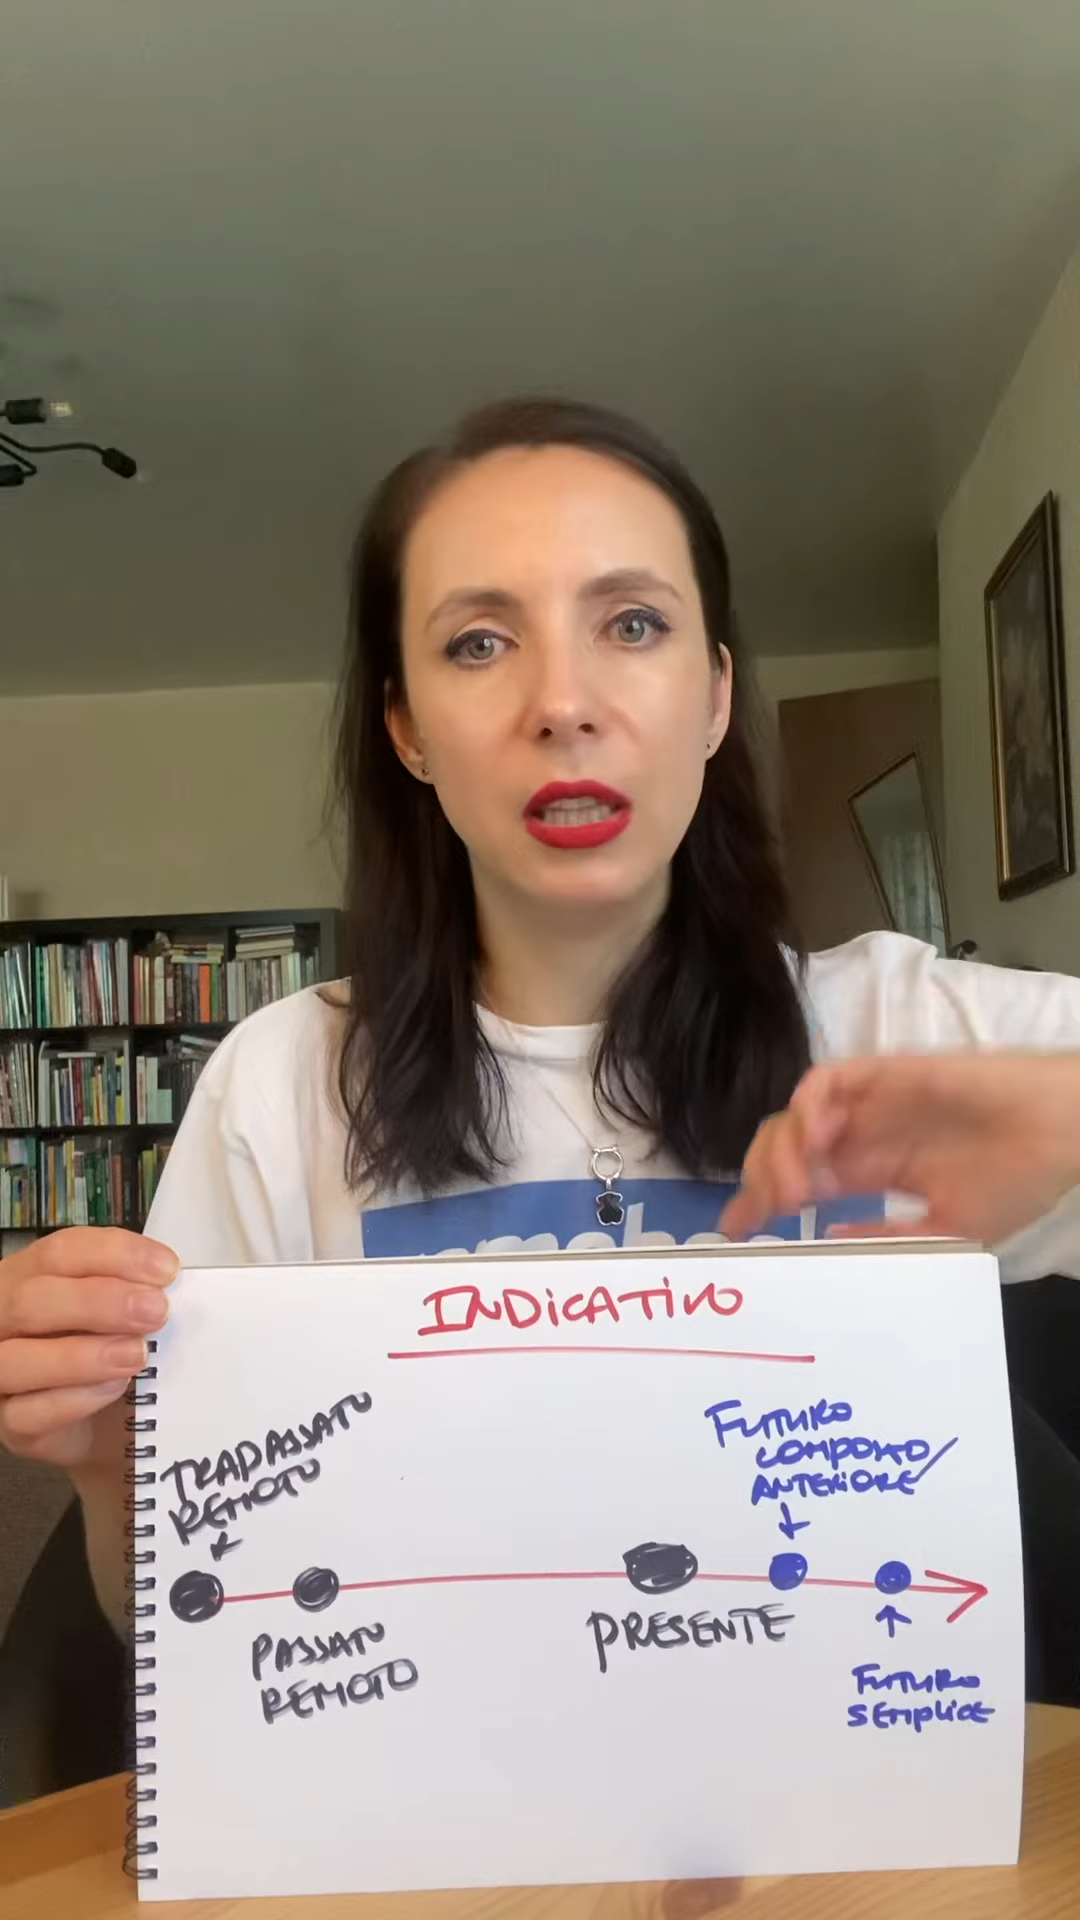 INDICATIVO
TRAPASSATO
REMOTO
FUTURO
COMPOSTO/
ANTERIORE
PASSATO
REMOTO
PRESENTE
FUTURO
SEMPLICE